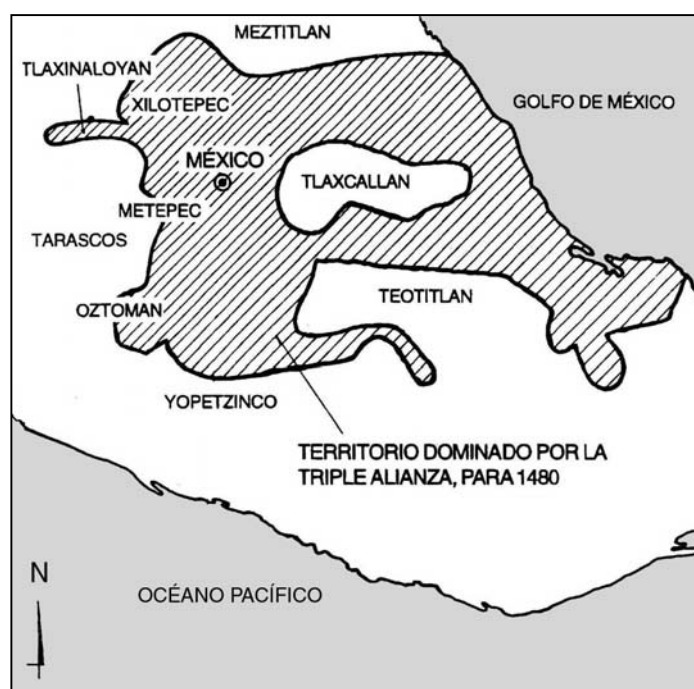 MEZTITLAN
TLAXINALOYAN
XILOTEPEC
GOLFO DE MÉXICO
MÉXICO
TLAXCALLAN
METEPEC
TARASCOS
TEOTITLAN
OZTOMAN
YOPETZINCO
TERRITORIO DOMINADO POR LA
TRIPLE ALIANZA, PARA 1480
N
OCÉANO PACÍFICO